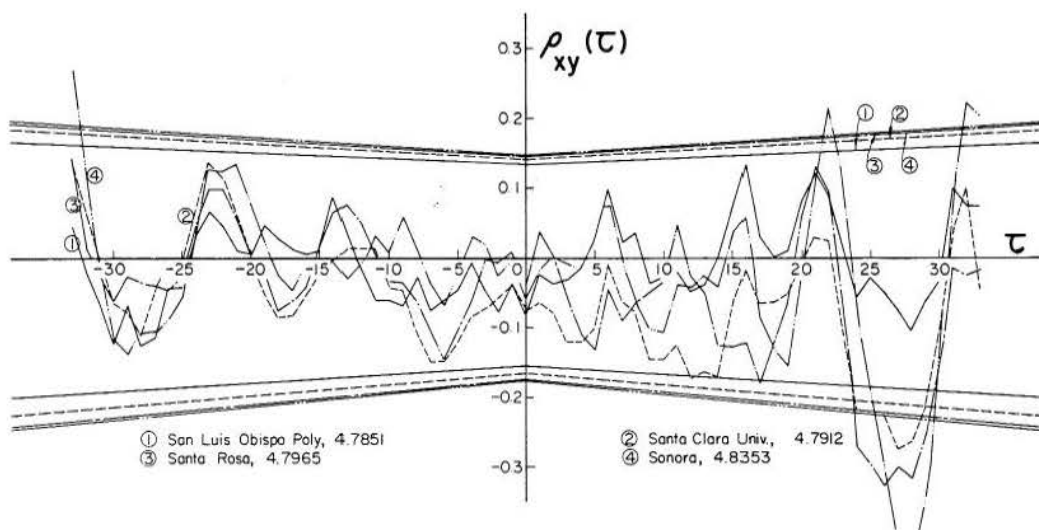 0.3
ρxy(τ)
0.2
① ②
③ ④
④
0.1
③
②
①
τ
-30 -25 -20 -15 -10 -5 0 5 10 15 20 25 30
-0.1
-0.2
① San Luis Obispo Poly, 4.7851
② Santa Clara Univ., 4.7912
③ Santa Rosa, 4.7965
④ Sonora, 4.8353
-0.3